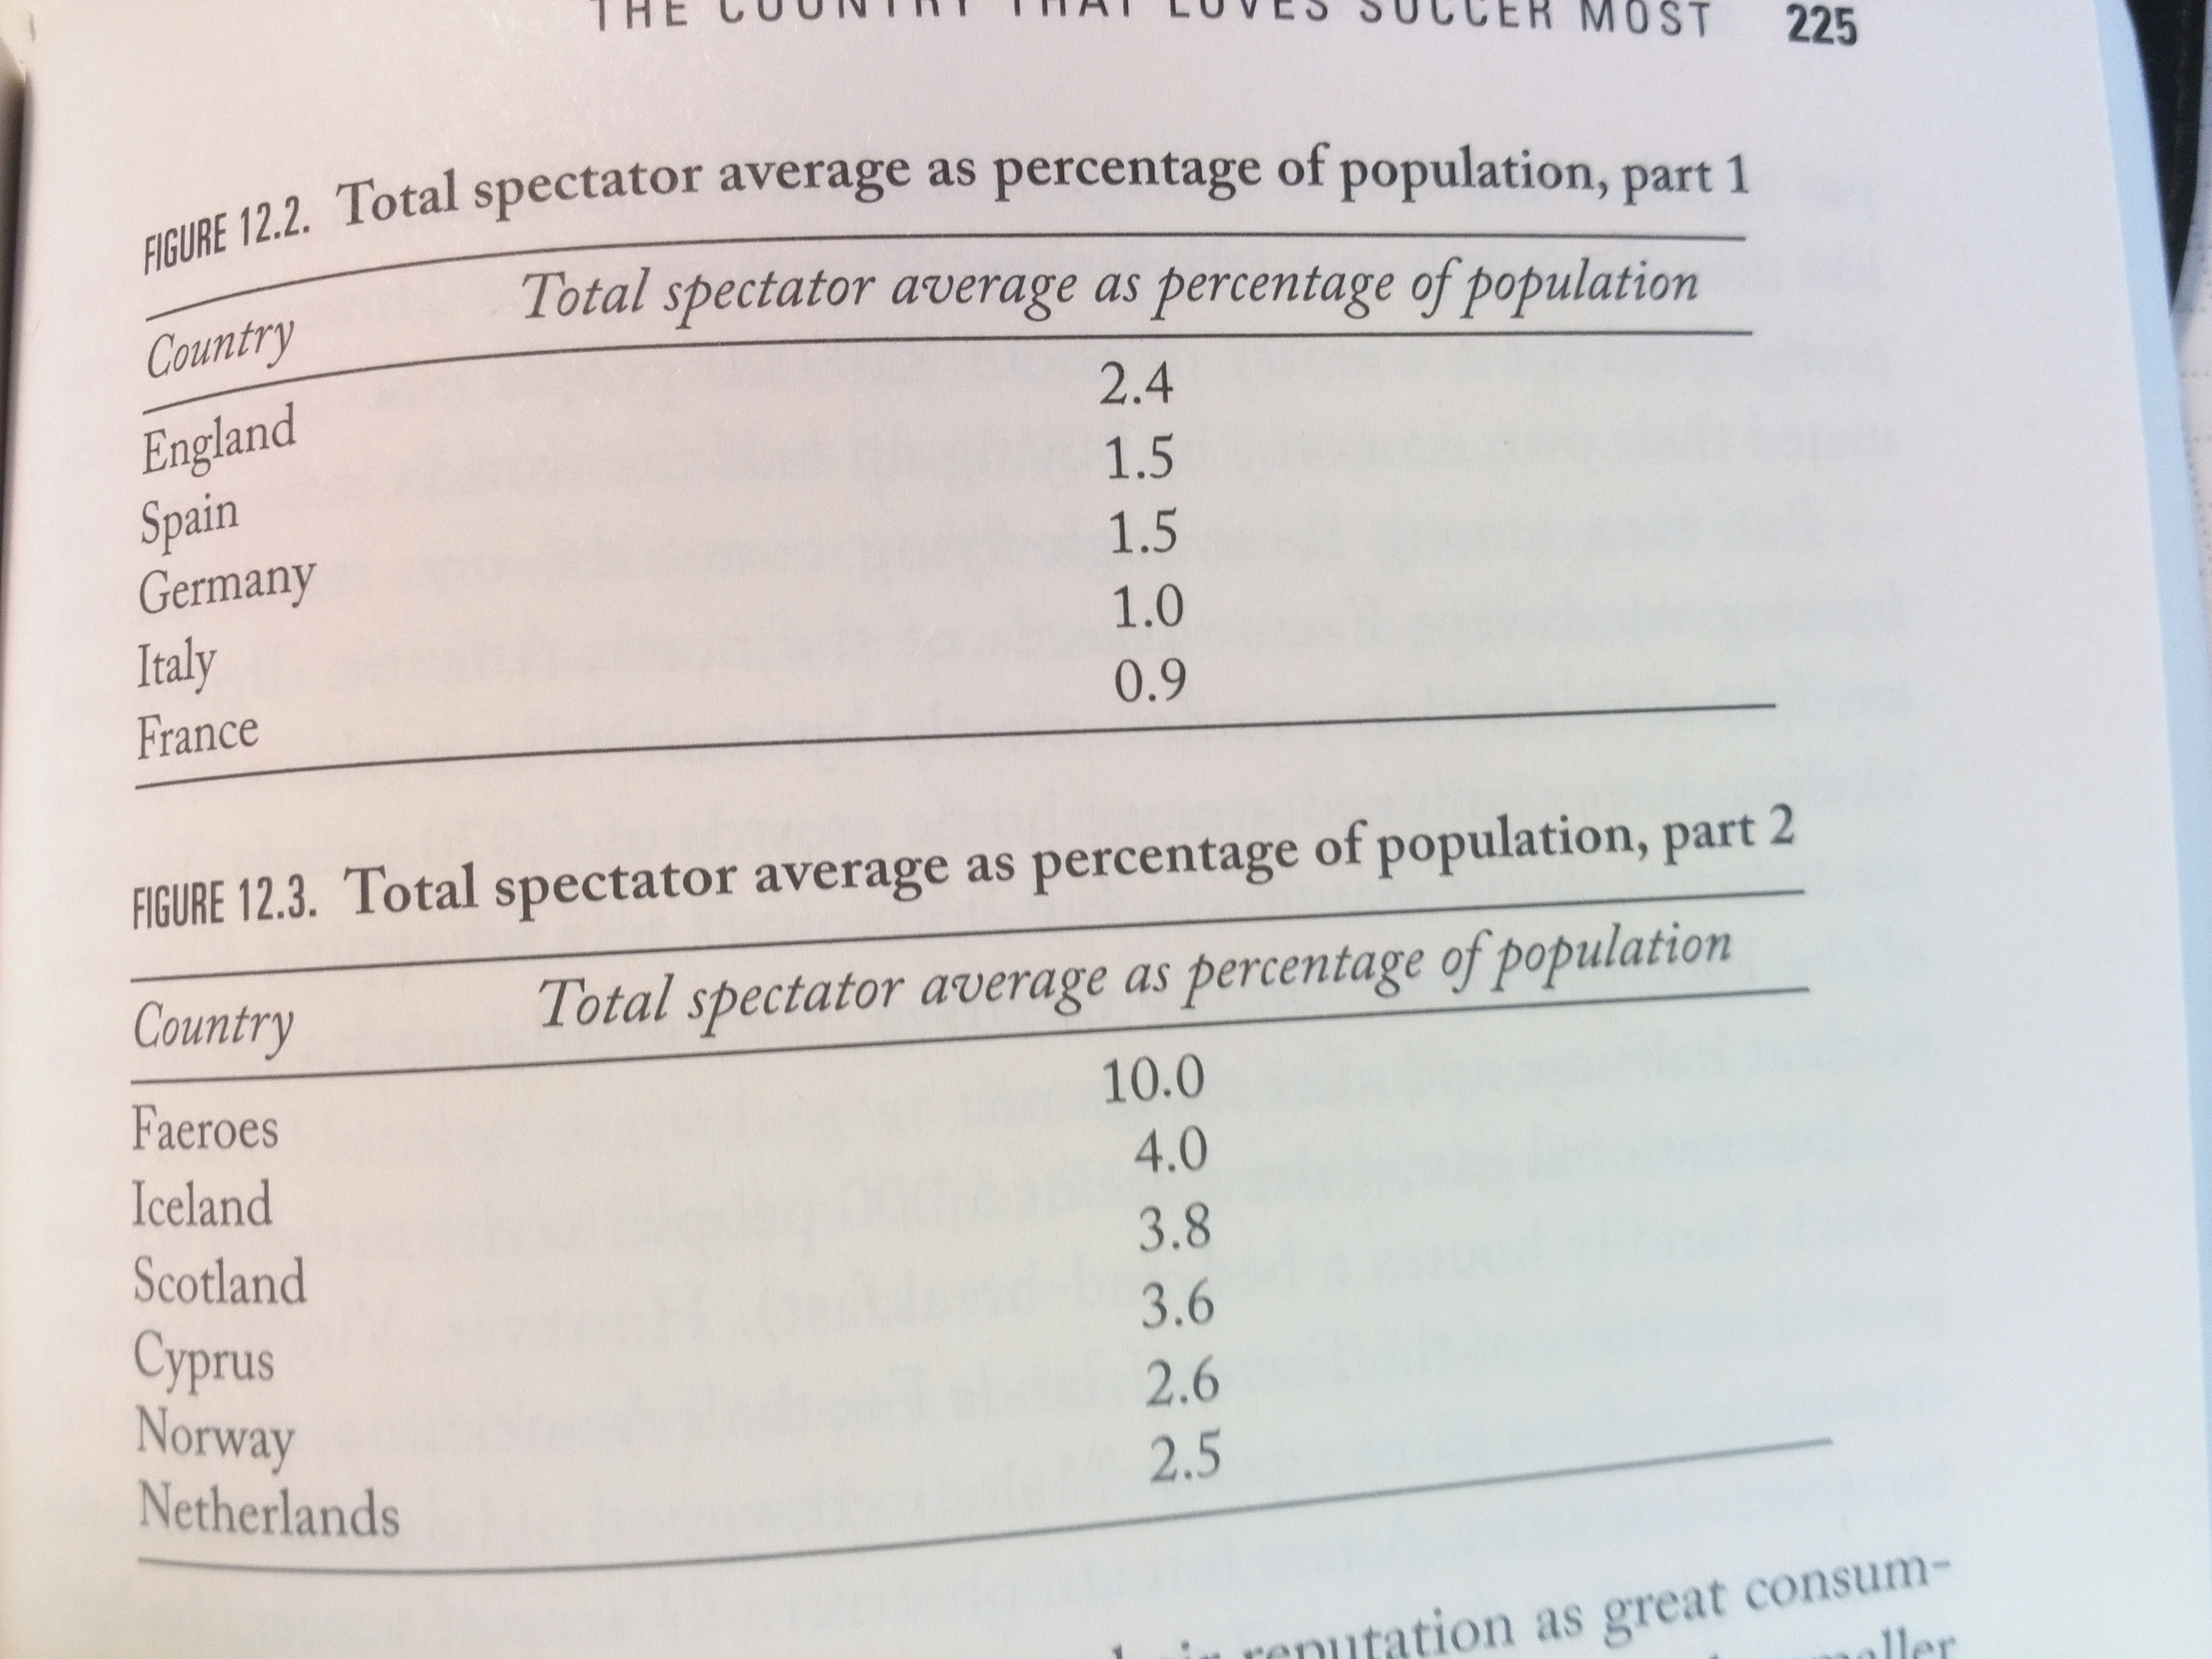 THE COUNTRY THAT LOVES SOCCER MOST 225
FIGURE 12.2. Total spectator average as percentage of population, part 1
Country Total spectator average as percentage of population
England 2.4
Spain 1.5
Germany 1.5
Italy 1.0
France 0.9
FIGURE 12.3. Total spectator average as percentage of population, part 2
Country Total spectator average as percentage of population
Faeroes 10.0
Iceland 4.0
Scotland 3.8
Cyprus 3.6
Norway 2.6
Netherlands 2.5
reputation as great consum-